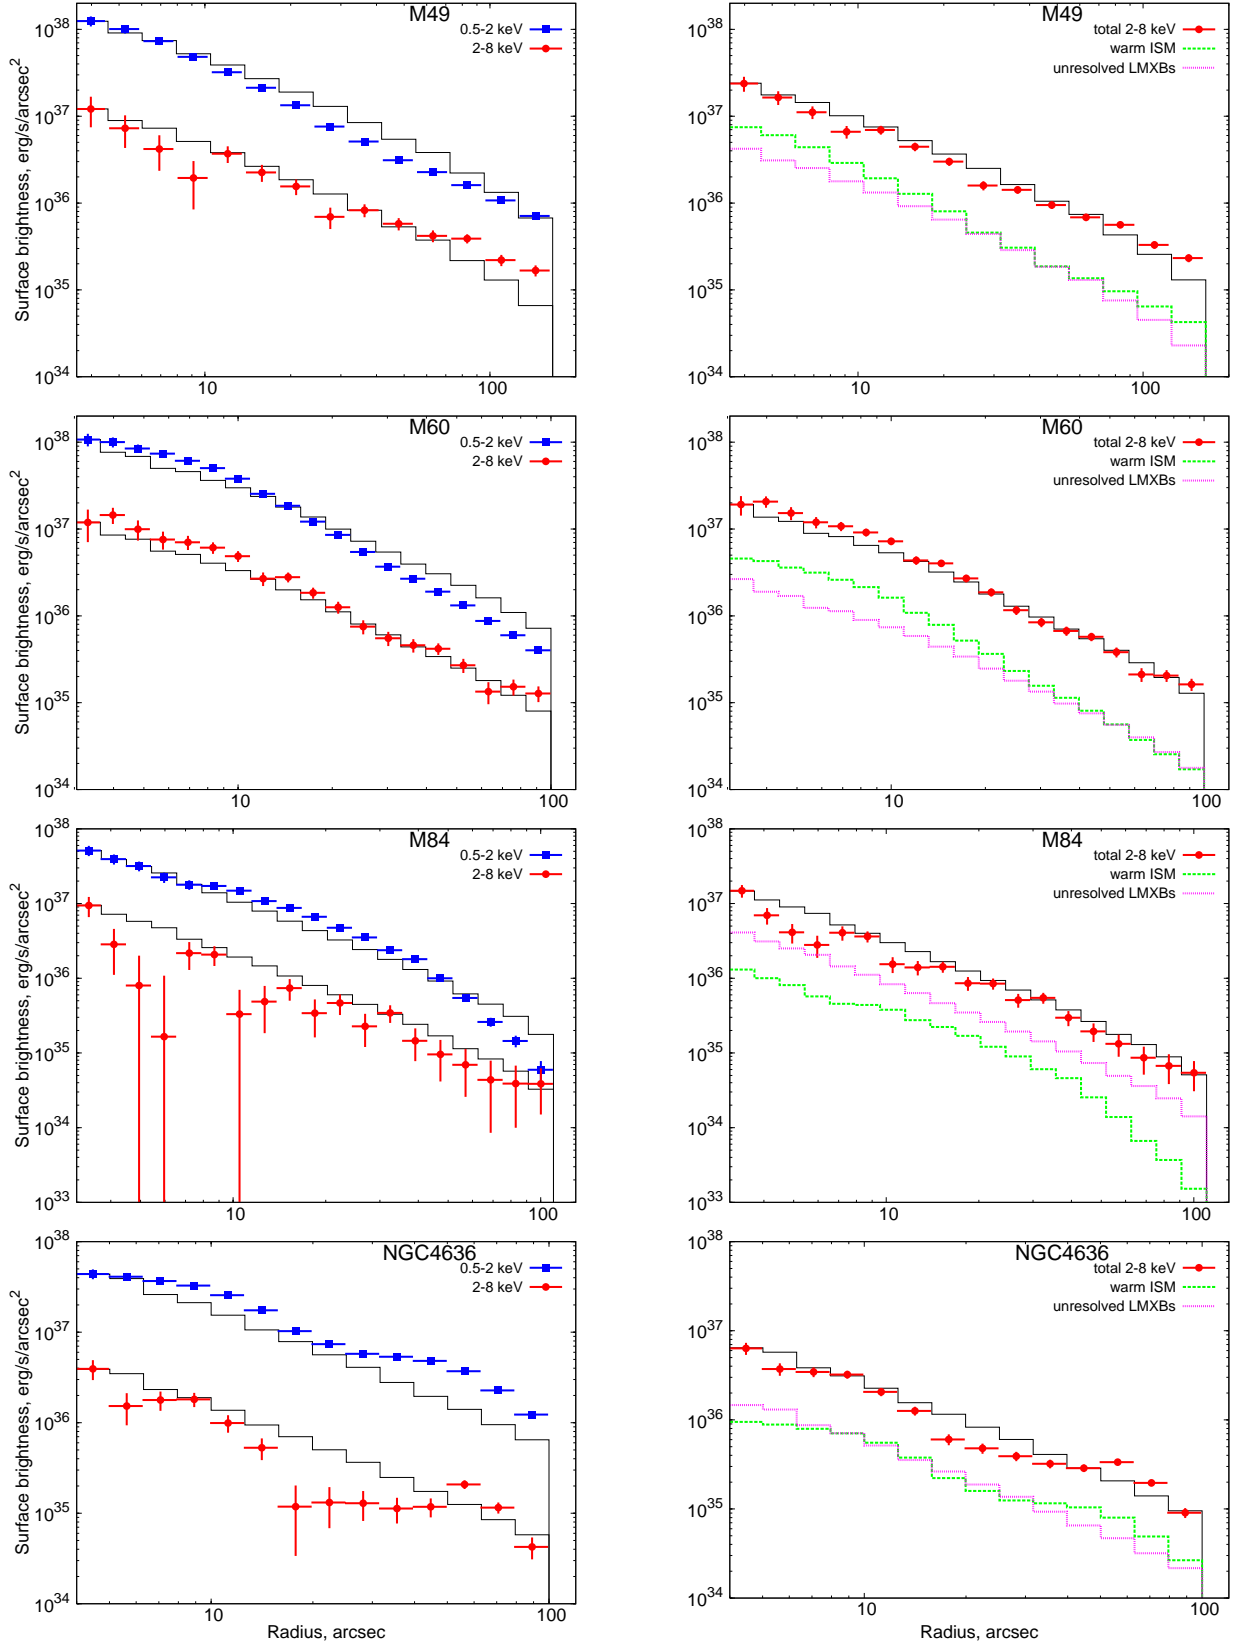 M49
0.5-2 keV
2-8 keV
10^38
10^37
10^36
10^35
10^34
10
100
Surface brightness, erg/s/arcsec^2
M49
total 2-8 keV
warm ISM
unresolved LMXBs
10^38
10^37
10^36
10^35
10^34
10
100
M60
0.5-2 keV
2-8 keV
10^38
10^37
10^36
10^35
10^34
10
100
Surface brightness, erg/s/arcsec^2
M60
total 2-8 keV
warm ISM
unresolved LMXBs
10^38
10^37
10^36
10^35
10^34
10
100
M84
0.5-2 keV
2-8 keV
10^38
10^37
10^36
10^35
10^34
10^33
10
100
Surface brightness, erg/s/arcsec^2
M84
total 2-8 keV
warm ISM
unresolved LMXBs
10^38
10^37
10^36
10^35
10^34
10^33
10
100
NGC4636
0.5-2 keV
2-8 keV
10^38
10^37
10^36
10^35
10^34
10
100
Surface brightness, erg/s/arcsec^2
Radius, arcsec
NGC4636
total 2-8 keV
warm ISM
unresolved LMXBs
10^38
10^37
10^36
10^35
10^34
10
100
Radius, arcsec